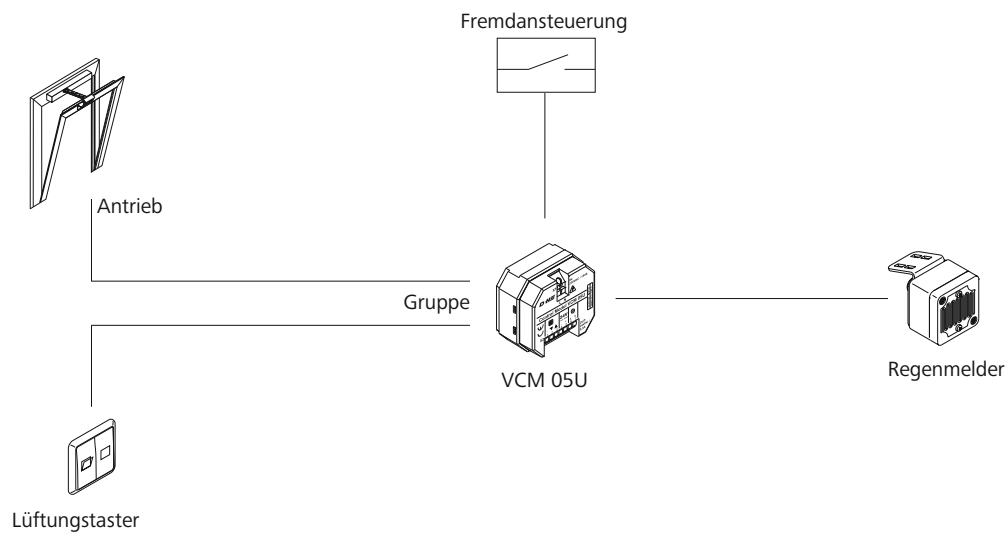 Fremdansteuerung
Antrieb
Gruppe
VCM 05U
Regenmelder
Lüftungstaster